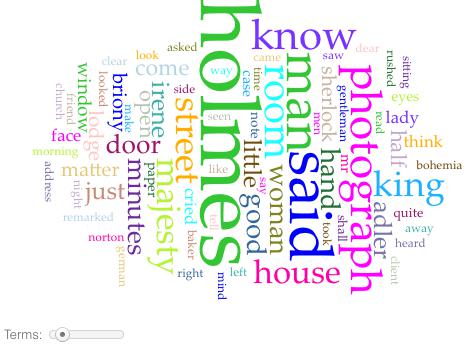 holmes
asked
know
look
clear
come
way
came
saw
dear
sitting
rushed
window
looked
briony
make
irene
open
side
case
time
room
man
sherlock
gentleman
photograph
eyes
church
friend
lodge
street
seen
note
men
read
lady
face
door
little
said
hand
mr
half
think
morning
address
matter
night
just
minutes
paper
majesty
cried
like
good
say
woman
king
bohemia
remarked
tell
took
shall
adler
quite
away
norton
german
baker
heard
client
right
mind
left
house
Terms: